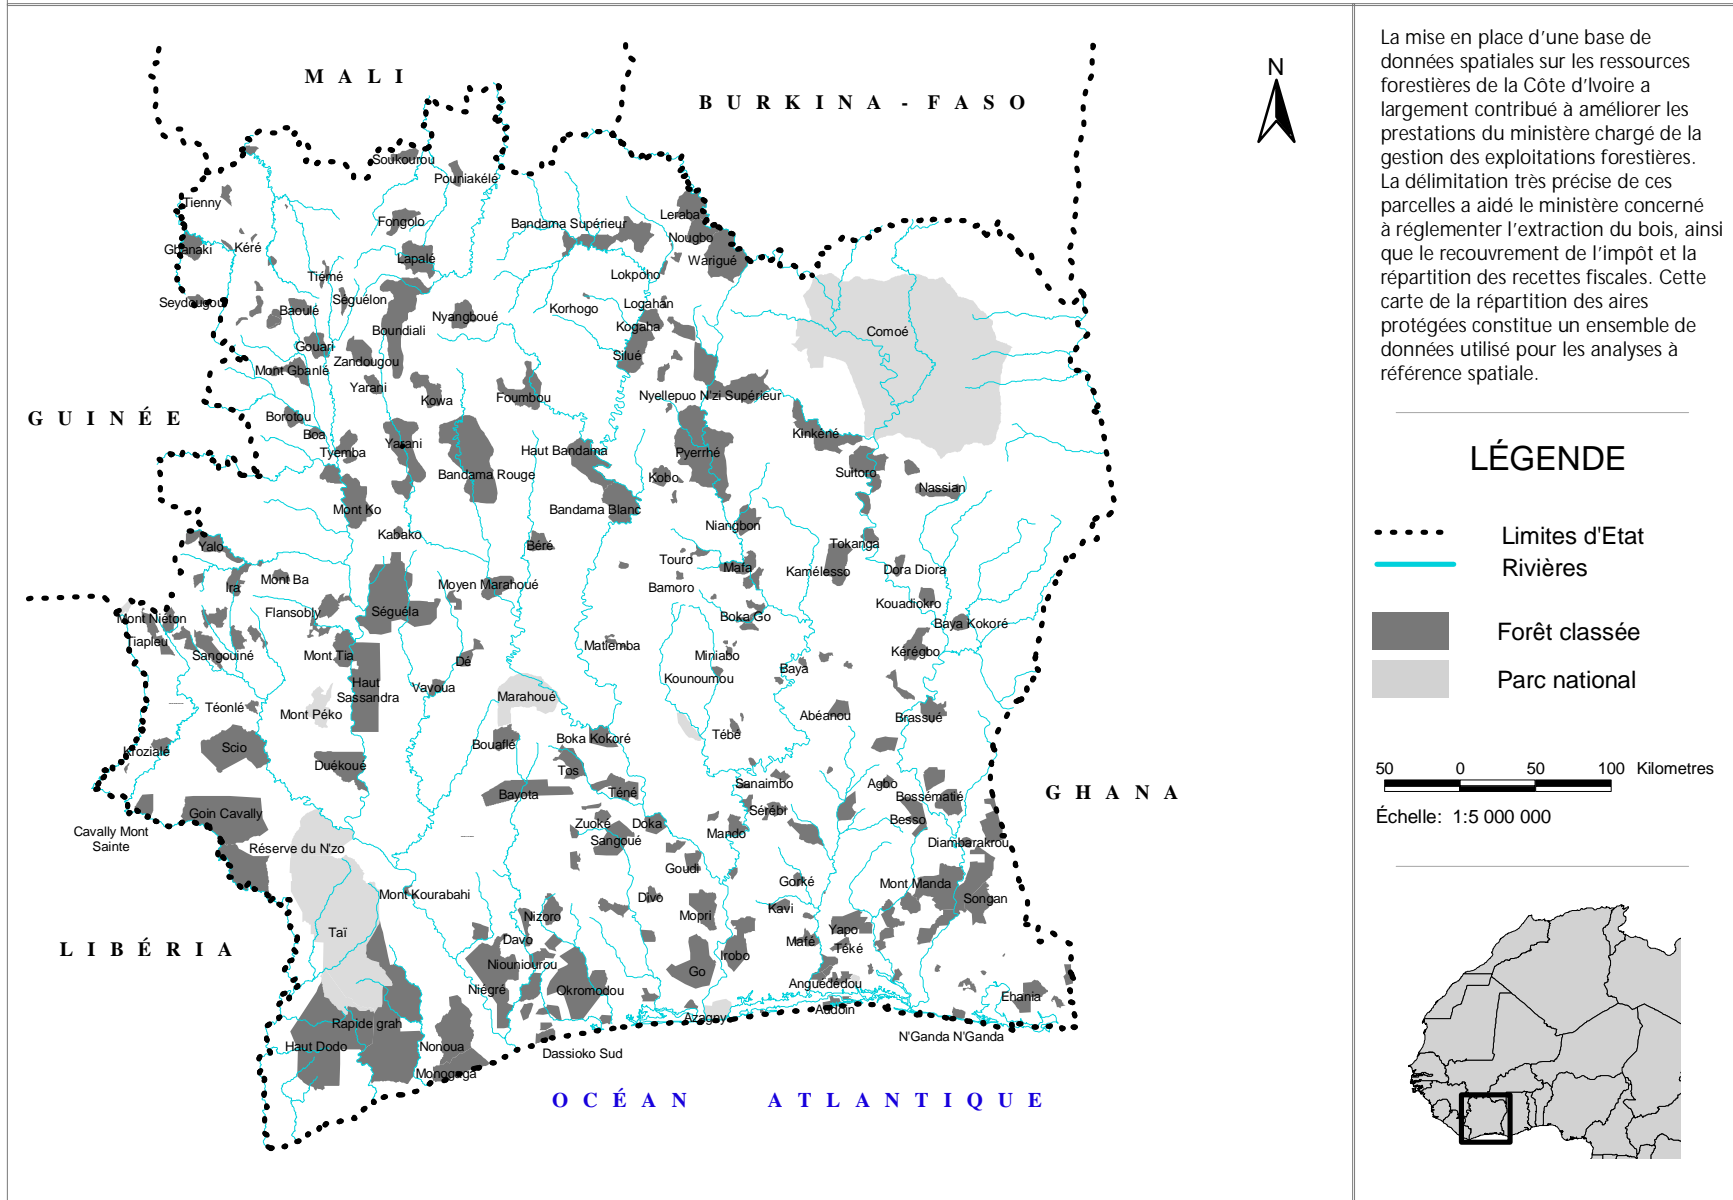 MALI
BURKINA - FASO
N
Soukourou
Pouniakélé
Tienny
Fongolo
Bandama Supérieur
Leraba
Nougbo
Gbanaki
Kéré
Lapalé
Warigué
Tiémé
Lokpoho
Seydougou
Séguélon
Baoulé
Nyangboué
Korhogo
Logahan
Boundiali
Kogaha
Comoé
Gouari
Zandougou
Silué
Mont Gbanlé
Yarani
Kowa
Foumbou
Nyellepuo
N'zi Supérieur
GUINÉE
Borotou
Boa
Kinkéné
Tyemba
Yarani
Haut Bandama
Pyerrhé
Bandama Rouge
Kobo
Suitoro
Nassian
Mont Ko
Bandama Blanc
Niangbon
Kabako
Yalo
Béré
Tokanga
Touro
Mafa
Kamélesso
Dora Diora
Ira
Mont Ba
Moyen Marahoué
Bamoro
Kouadiokro
Flansobly
Séguéla
Mont Niéton
Boka Go
Baya Kokoré
Tiapleu
Sangouiné
Mont Tia
Matiemba
Miniabo
Kérégbo
Dé
Baya
Haut
Sassandra
Vavoua
Kounoumou
Marahoué
Téonlé
Mont Péko
Abéanou
Brassué
Krozialé
Scio
Bouaflé
Boka Kokoré
Tébé
Duékoué
Tos
Bayota
Téné
Sanaimbo
Agbo
Bossématié
GHANA
Goin Cavally
Sérébi
Besso
Cavally Mont
Sainte
Zuoké
Doka
Mando
Sangoué
Diambarakrou
Réserve du N'zo
Goudi
Gorké
Mont Manda
Mont Kourabahi
Divo
Songan
Kavi
Nizoro
Mopri
Taï
Yapo
LIBÉRIA
Davo
Mafé
Téké
Irobo
Niouniourou
Go
Niégré
Okromodou
Anguédédou
Ehania
Azagny
Audoin
Rapide grah
Haut Dodo
Nonoua
N'Ganda N'Ganda
Dassioko Sud
Monogaga
OCÉAN ATLANTIQUE
La mise en place d'une base de
données spatiales sur les ressources
forestières de la Côte d'Ivoire a
largement contribué à améliorer les
prestations du ministère chargé de la
gestion des exploitations forestières.
La délimitation très précise de ces
parcelles a aidé le ministère concerné
à réglementer l'extraction du bois, ainsi
que le recouvrement de l'impôt et la
répartition des recettes fiscales. Cette
carte de la répartition des aires
protégées constitue un ensemble de
données utilisé pour les analyses à
référence spatiale.
LÉGENDE
Limites d'Etat
Rivières
Forêt classée
Parc national
50 0 50 100 Kilometres
Échelle: 1:5 000 000